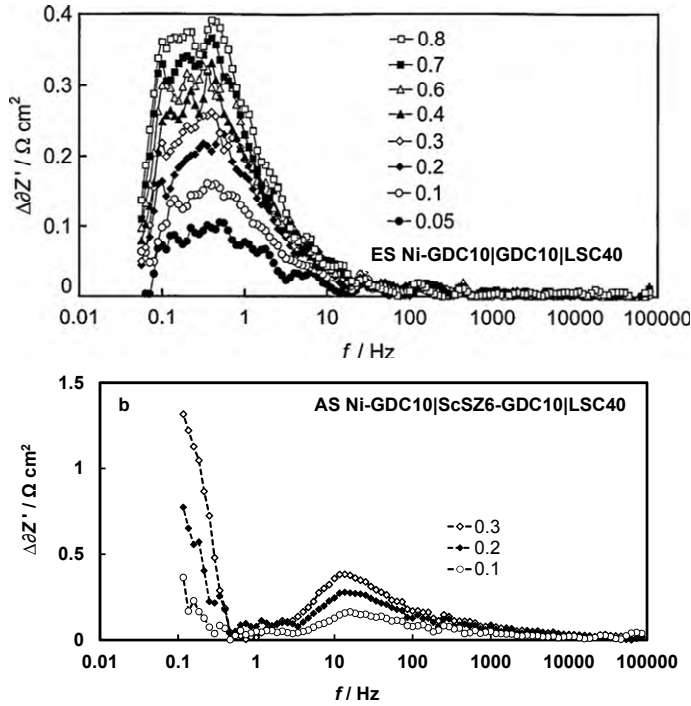 0.4
0.3
0.2
0.1
0
Δ∂Z' / Ω cm²
0.8
0.7
0.6
0.4
0.3
0.2
0.1
0.05
ES Ni-GDC10|GDC10|LSC40
0.01 0.1 1 10 100 1000 10000 100000
f / Hz
1.5
1
0.5
0
Δ∂Z' / Ω cm²
b AS Ni-GDC10|ScSZ6-GDC10|LSC40
0.3
0.2
0.1
0.01 0.1 1 10 100 1000 10000 100000
f / Hz